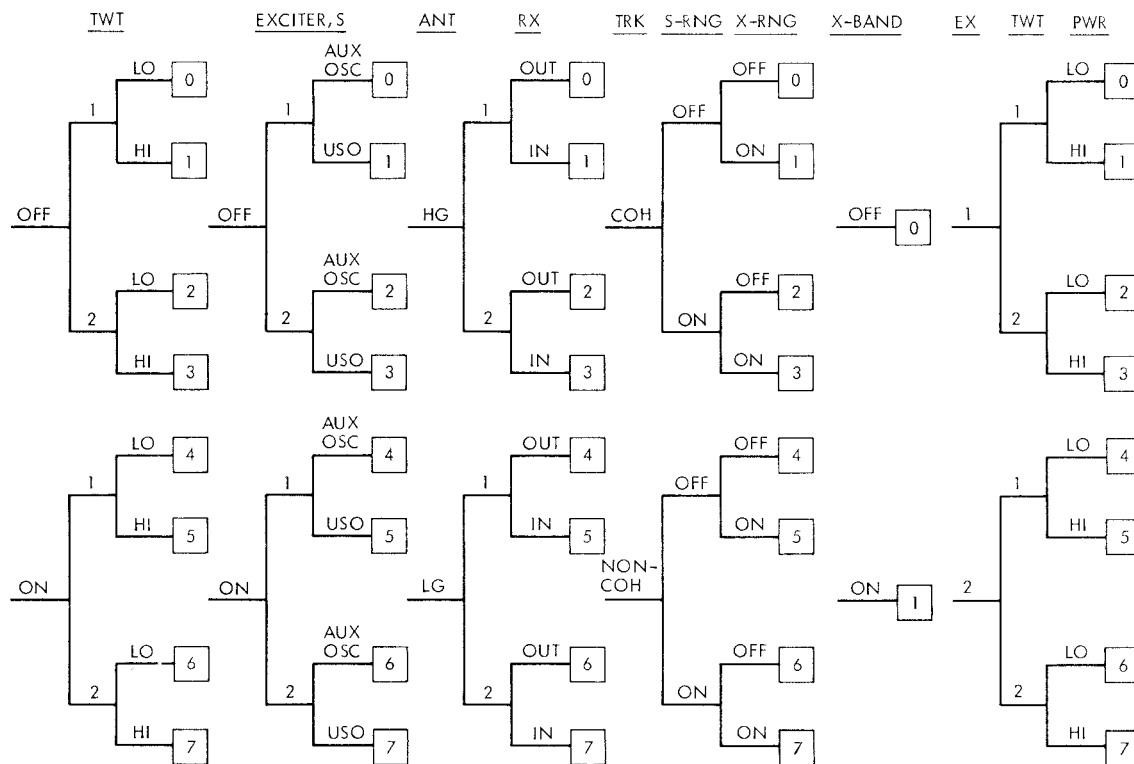 TWT EXCITER, S ANT RX TRK S-RNG X-RNG X-BAND EX TWT PWR
AUX
LO OSC OUT OFF LO
0 0 0 0 0
1 1 1 OFF 1
HI USO IN ON HI
1 1 1 1 1
OFF OFF HG COH OFF 0 1
AUX
LO OSC OUT OFF LO
2 2 2 2 2
2 2 2 ON 2
HI USO IN ON HI
3 3 3 3 3
AUX
LO OSC OUT OFF LO
4 4 4 4 4
1 1 1 OFF 1
HI USO IN ON HI
5 5 5 5 5
NON-
ON ON LG COH ON 1 2
AUX
LO OSC OUT OFF LO
6 6 6 6 6
2 2 2 ON 2
HI USO IN ON HI
7 7 7 7 7